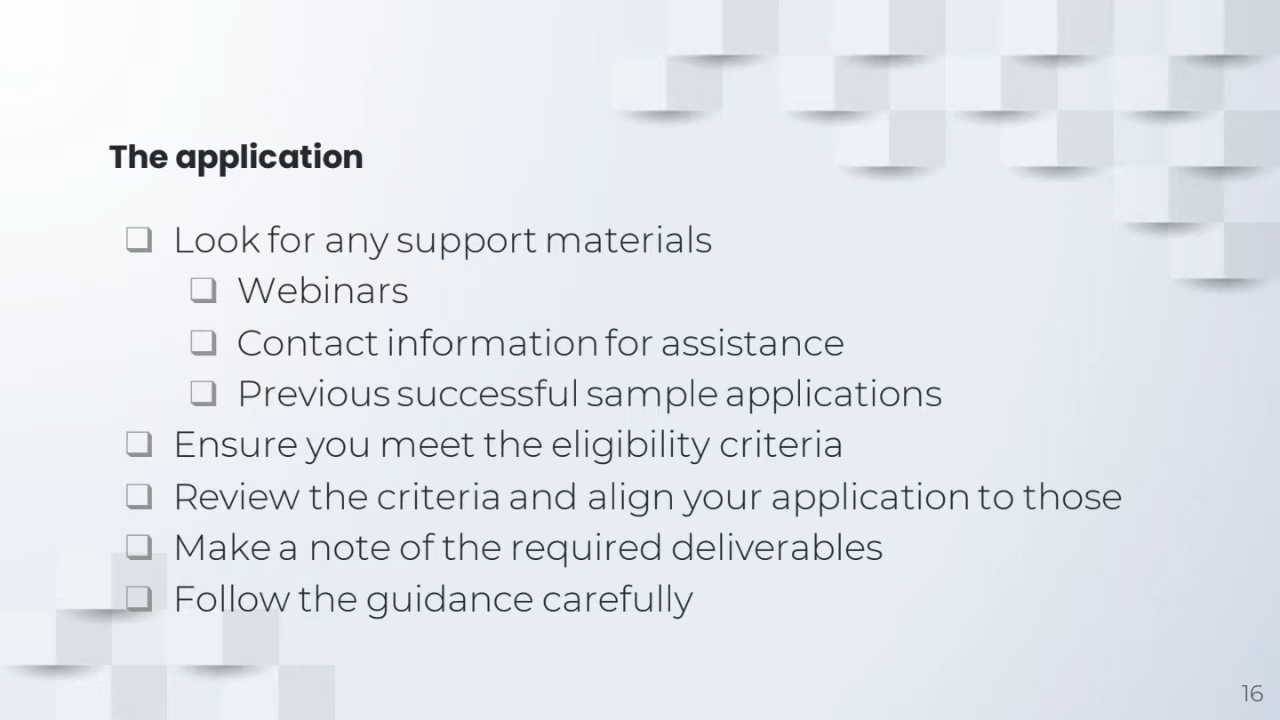 The application
❑ Look for any support materials
❑ Webinars
❑ Contact information for assistance
❑ Previous successful sample applications
❑ Ensure you meet the eligibility criteria
❑ Review the criteria and align your application to those
❑ Make a note of the required deliverables
❑ Follow the guidance carefully
16